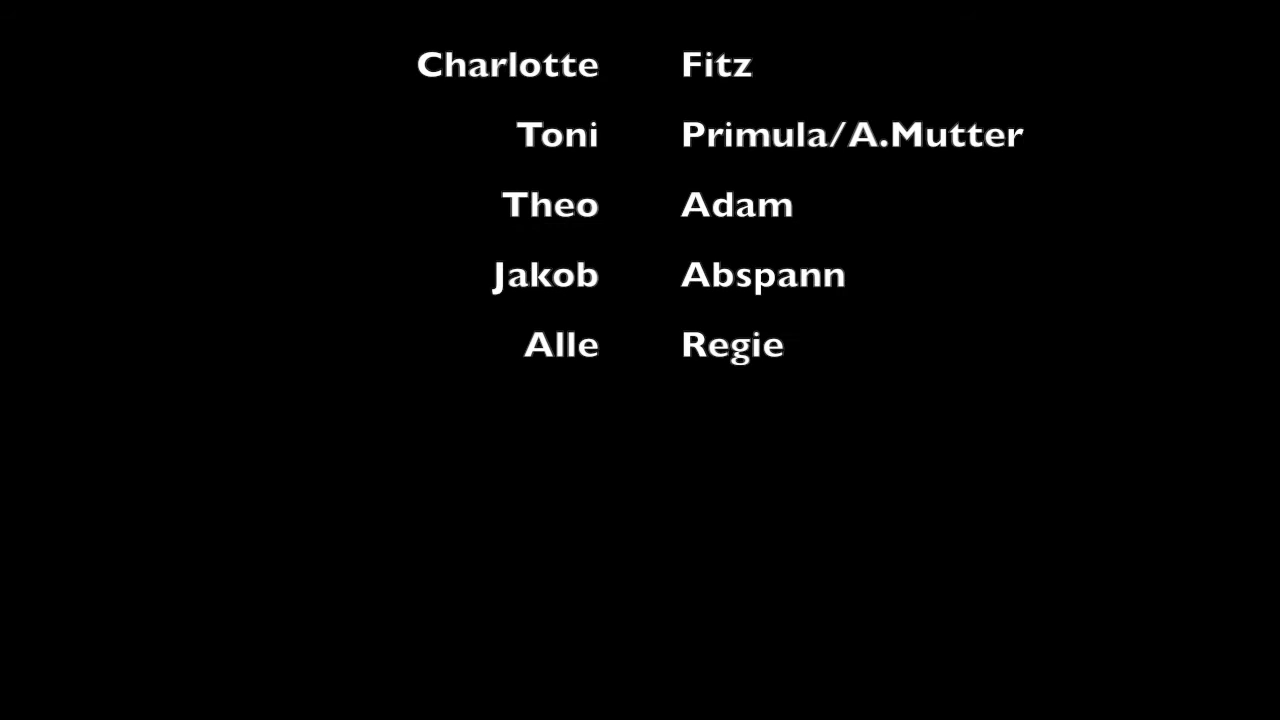 Charlotte Fitz
Toni Primula/A.Mutter
Theo Adam
Jakob Abspann
Alle Regie